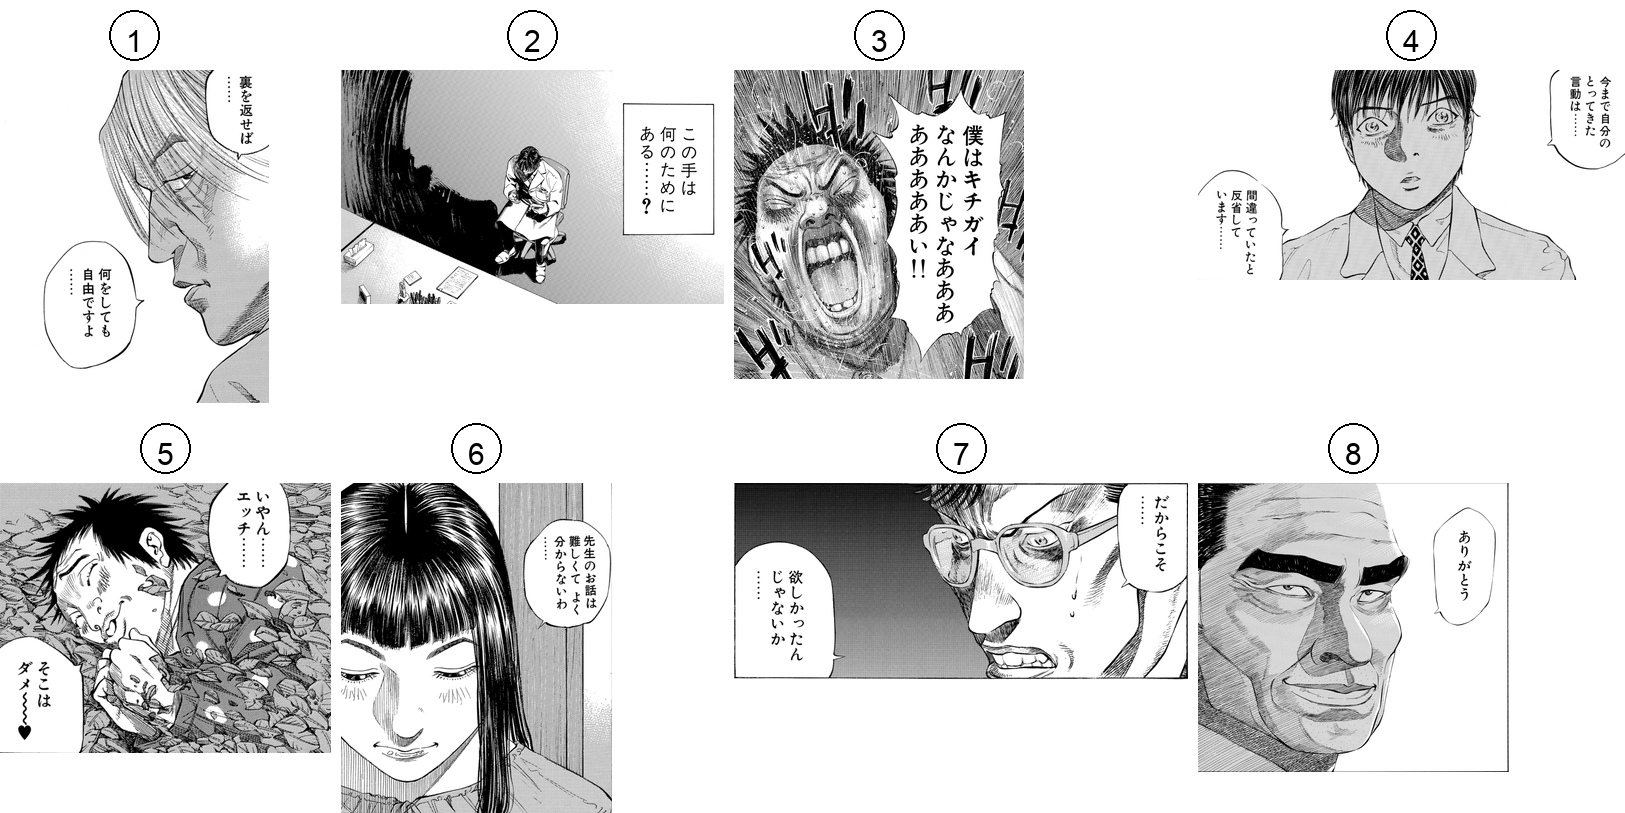 1
裏を返せば
……
何をしても
自由ですよ
……
2
この手は
何のために
ある……？
3
僕はキチガイ
なんかじゃなあああ
ああああああい!!
4
今まで自分の
とってきた
言動は……
間違っていたと
反省して
います……
5
いやん……
エッチ……
そこは
ダメ〜〜〜♥
6
先生のお話は
難しくてよく
分からないわ
……
7
だからこそ
……
欲しかったん
じゃないか
……
8
ありがとう